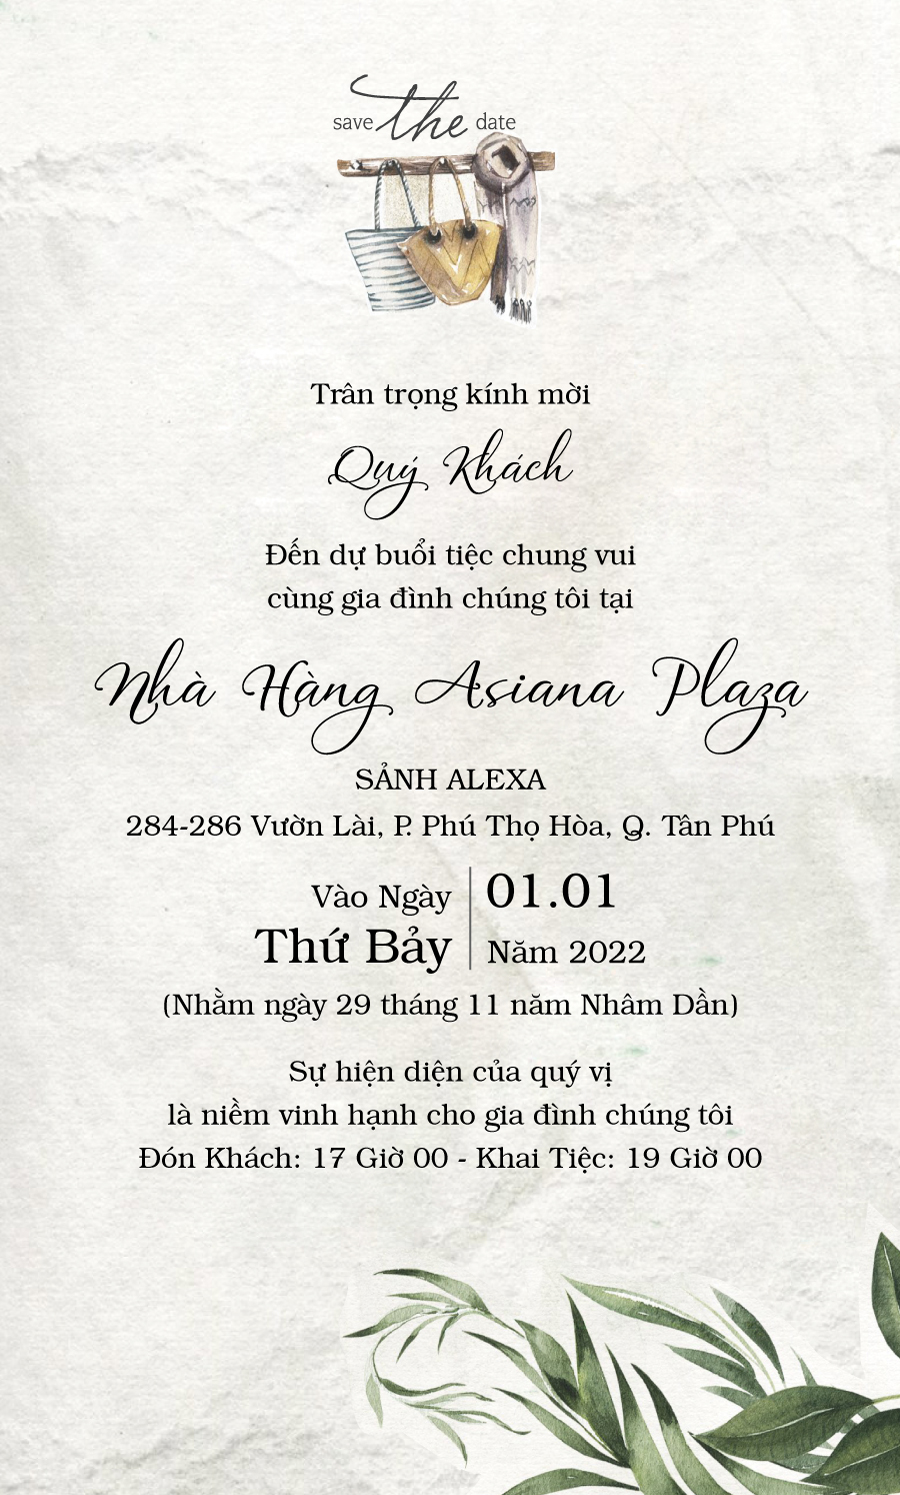 save the date
Trân trọng kính mời
Quý Khách
Đến dự buổi tiệc chung vui
cùng gia đình chúng tôi tại
Nhà Hàng Asiana Plaza
SẢNH ALEXA
284-286 Vườn Lài, P. Phú Thọ Hòa, Q. Tân Phú
Vào Ngày
Thứ Bảy
01.01
Năm 2022
(Nhằm ngày 29 tháng 11 năm Nhâm Dần)
Sự hiện diện của quý vị
là niềm vinh hạnh cho gia đình chúng tôi
Đón Khách: 17 Giờ 00 - Khai Tiệc: 19 Giờ 00